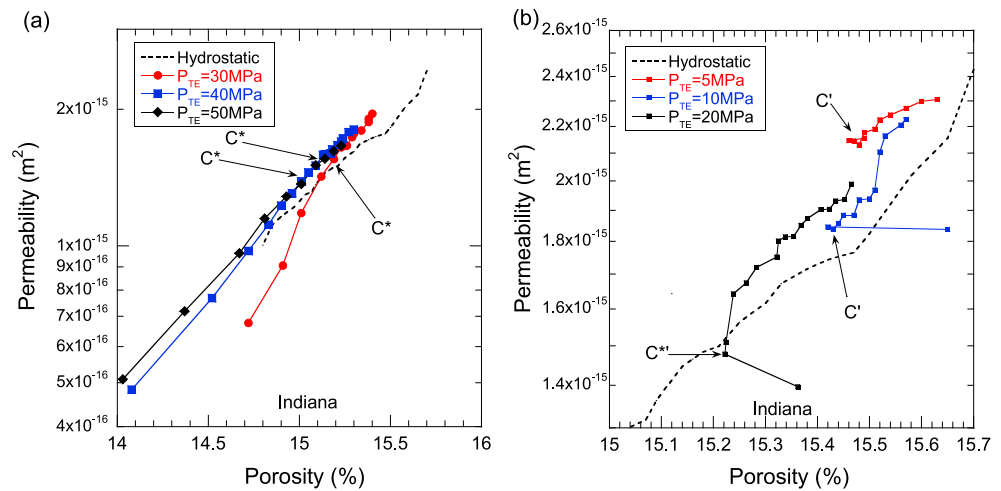 (a)
Hydrostatic
P_TE=30MPa
P_TE=40MPa
P_TE=50MPa
C*
C*
C*
Indiana
2x10⁻¹⁵
1x10⁻¹⁵
9x10⁻¹⁶
8x10⁻¹⁶
7x10⁻¹⁶
6x10⁻¹⁶
5x10⁻¹⁶
4x10⁻¹⁶
Permeability (m²)
14 14.5 15 15.5 16
Porosity (%)
(b)
Hydrostatic
P_TE=5MPa
P_TE=10MPa
P_TE=20MPa
C'
C'
C*'
Indiana
2.6x10⁻¹⁵
2.4x10⁻¹⁵
2.2x10⁻¹⁵
2x10⁻¹⁵
1.8x10⁻¹⁵
1.6x10⁻¹⁵
1.4x10⁻¹⁵
Permeability (m²)
15 15.1 15.2 15.3 15.4 15.5 15.6 15.7
Porosity (%)